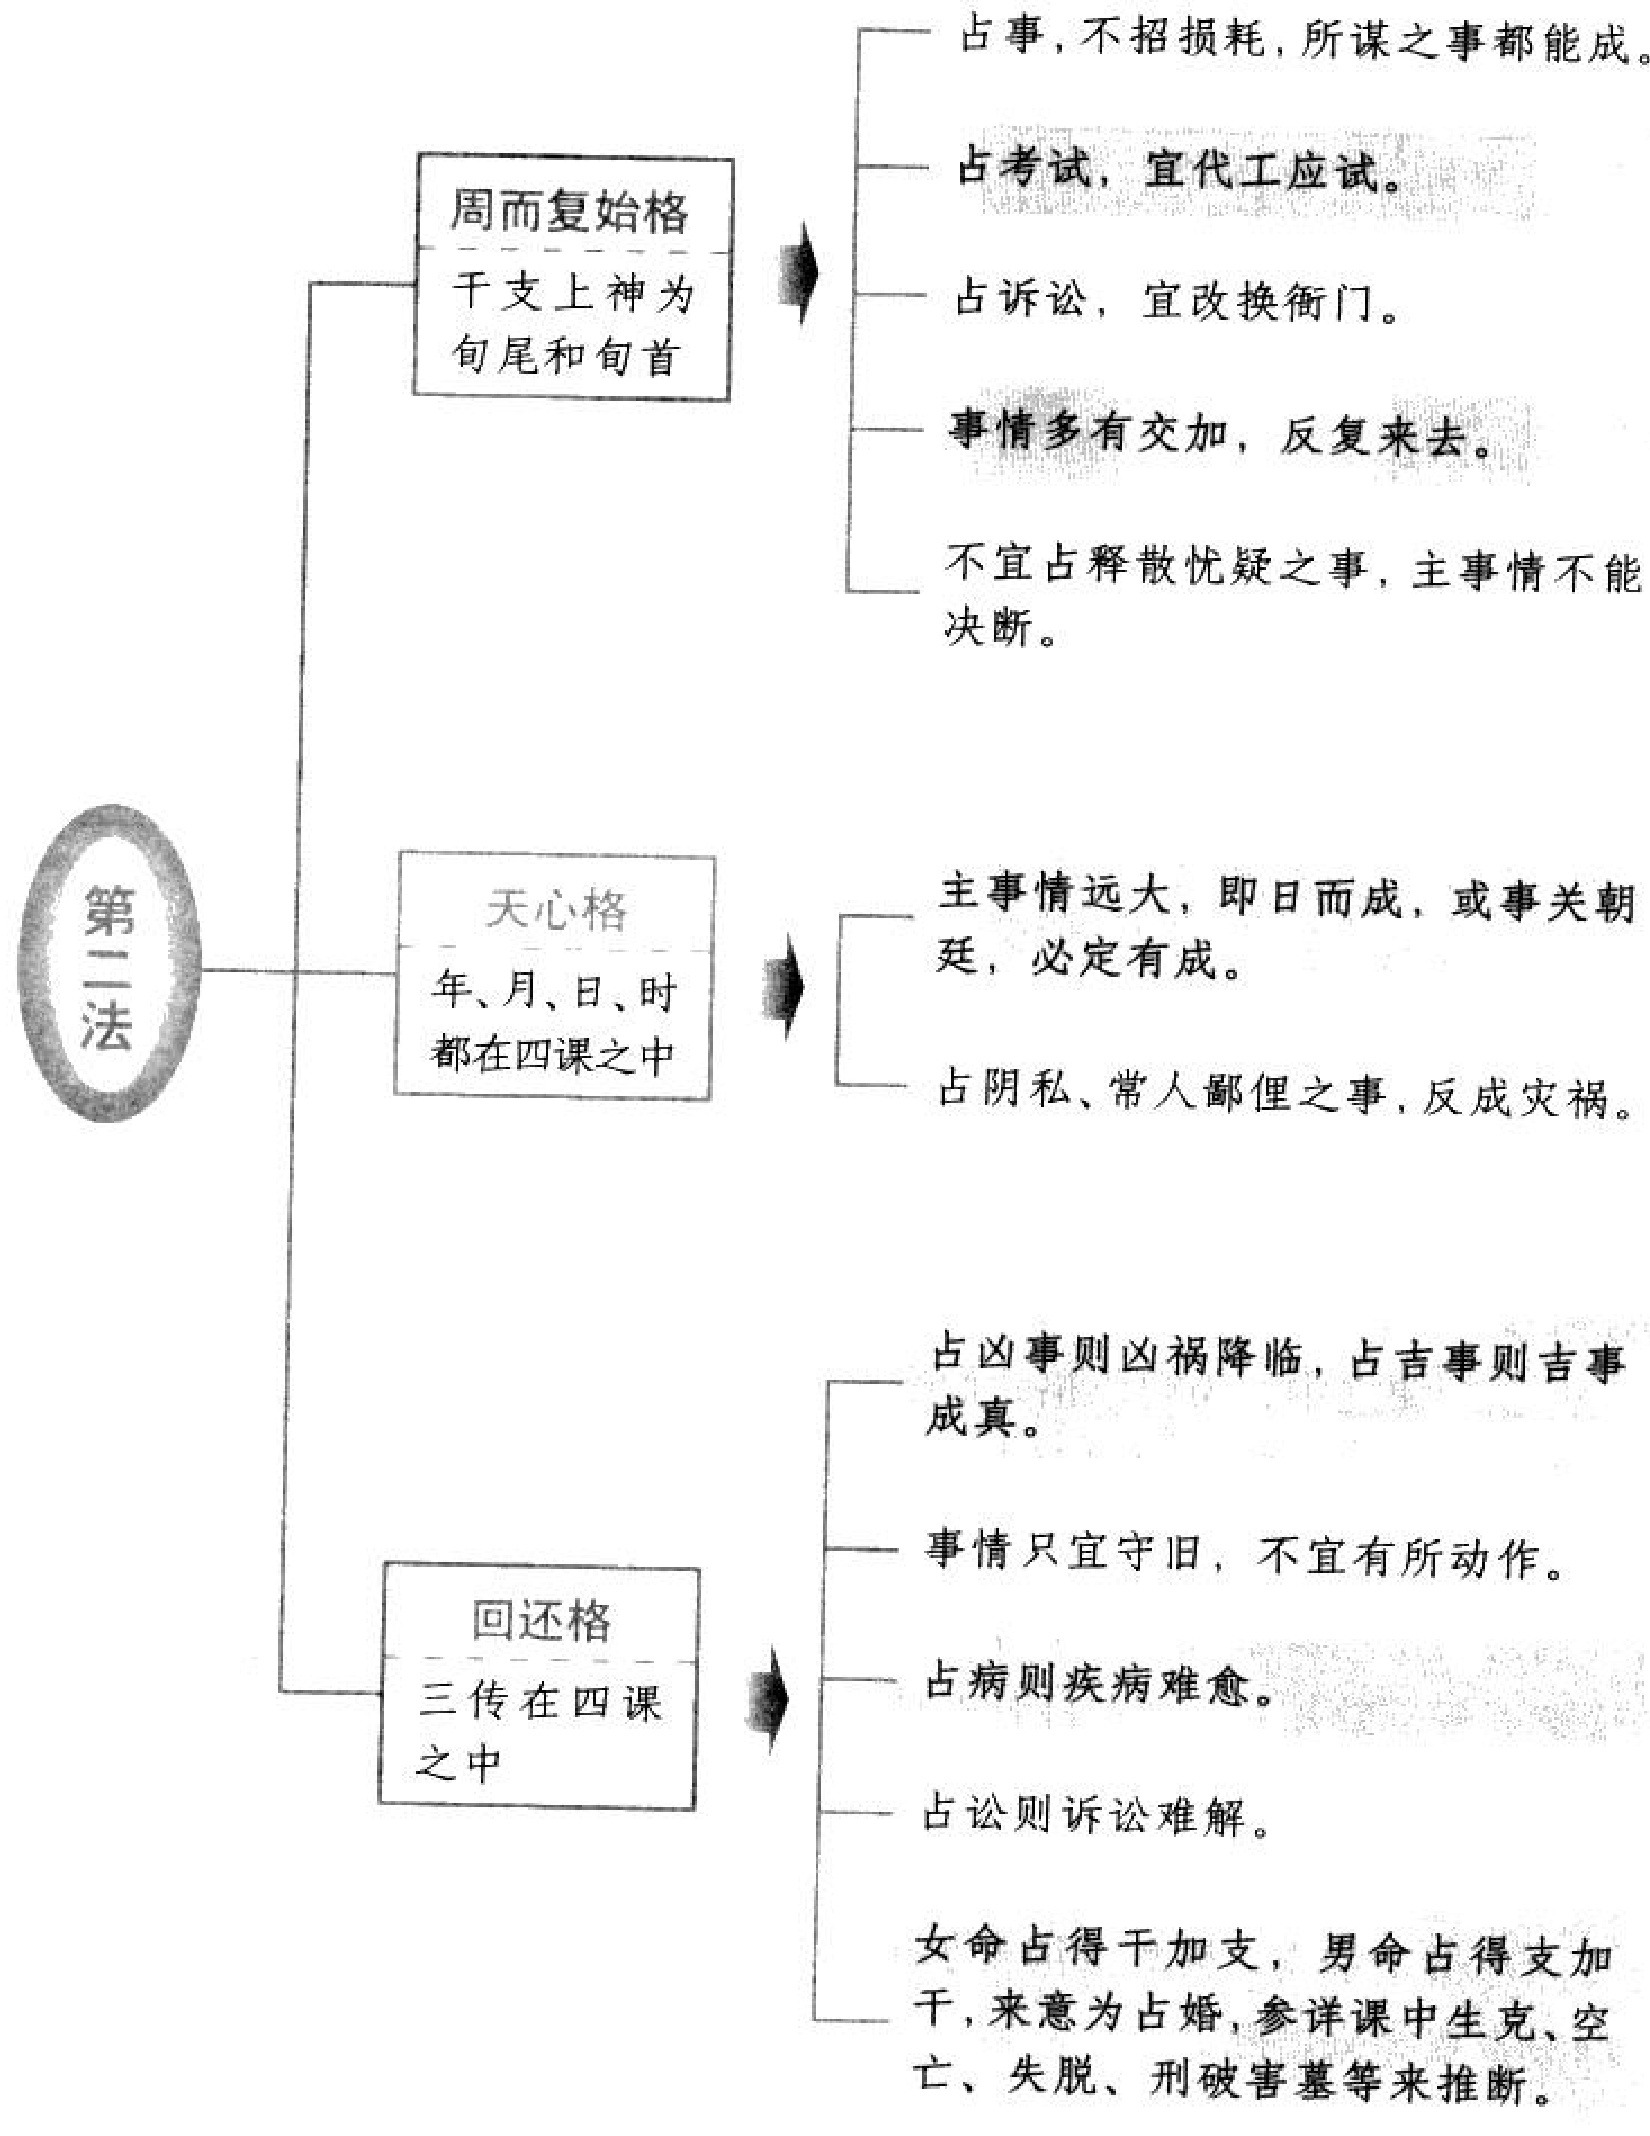 第二法
周而复始格
干支上神为
旬尾和旬首
占事,不招损耗,所谋之事都能成。
占考试，宜代工应试。
占诉讼，宜改换衙门。
事情多有交加，反复来去。
不宜占释散忧疑之事，主事情不能
决断。
天心格
年、月、日、时
都在四课之中
主事情远大，即日而成，或事关朝
廷，必定有成。
占阴私、常人鄙俚之事,反成灾祸。
回还格
三传在四课
之中
占凶事则凶祸降临，占吉事则吉事
成真。
事情只宜守旧，不宜有所动作。
占病则疾病难愈。
占讼则诉讼难解。
女命占得干加支，男命占得支加
干,来意为占婚,参详课中生克、空
亡、失脱、刑破害墓等来推断。